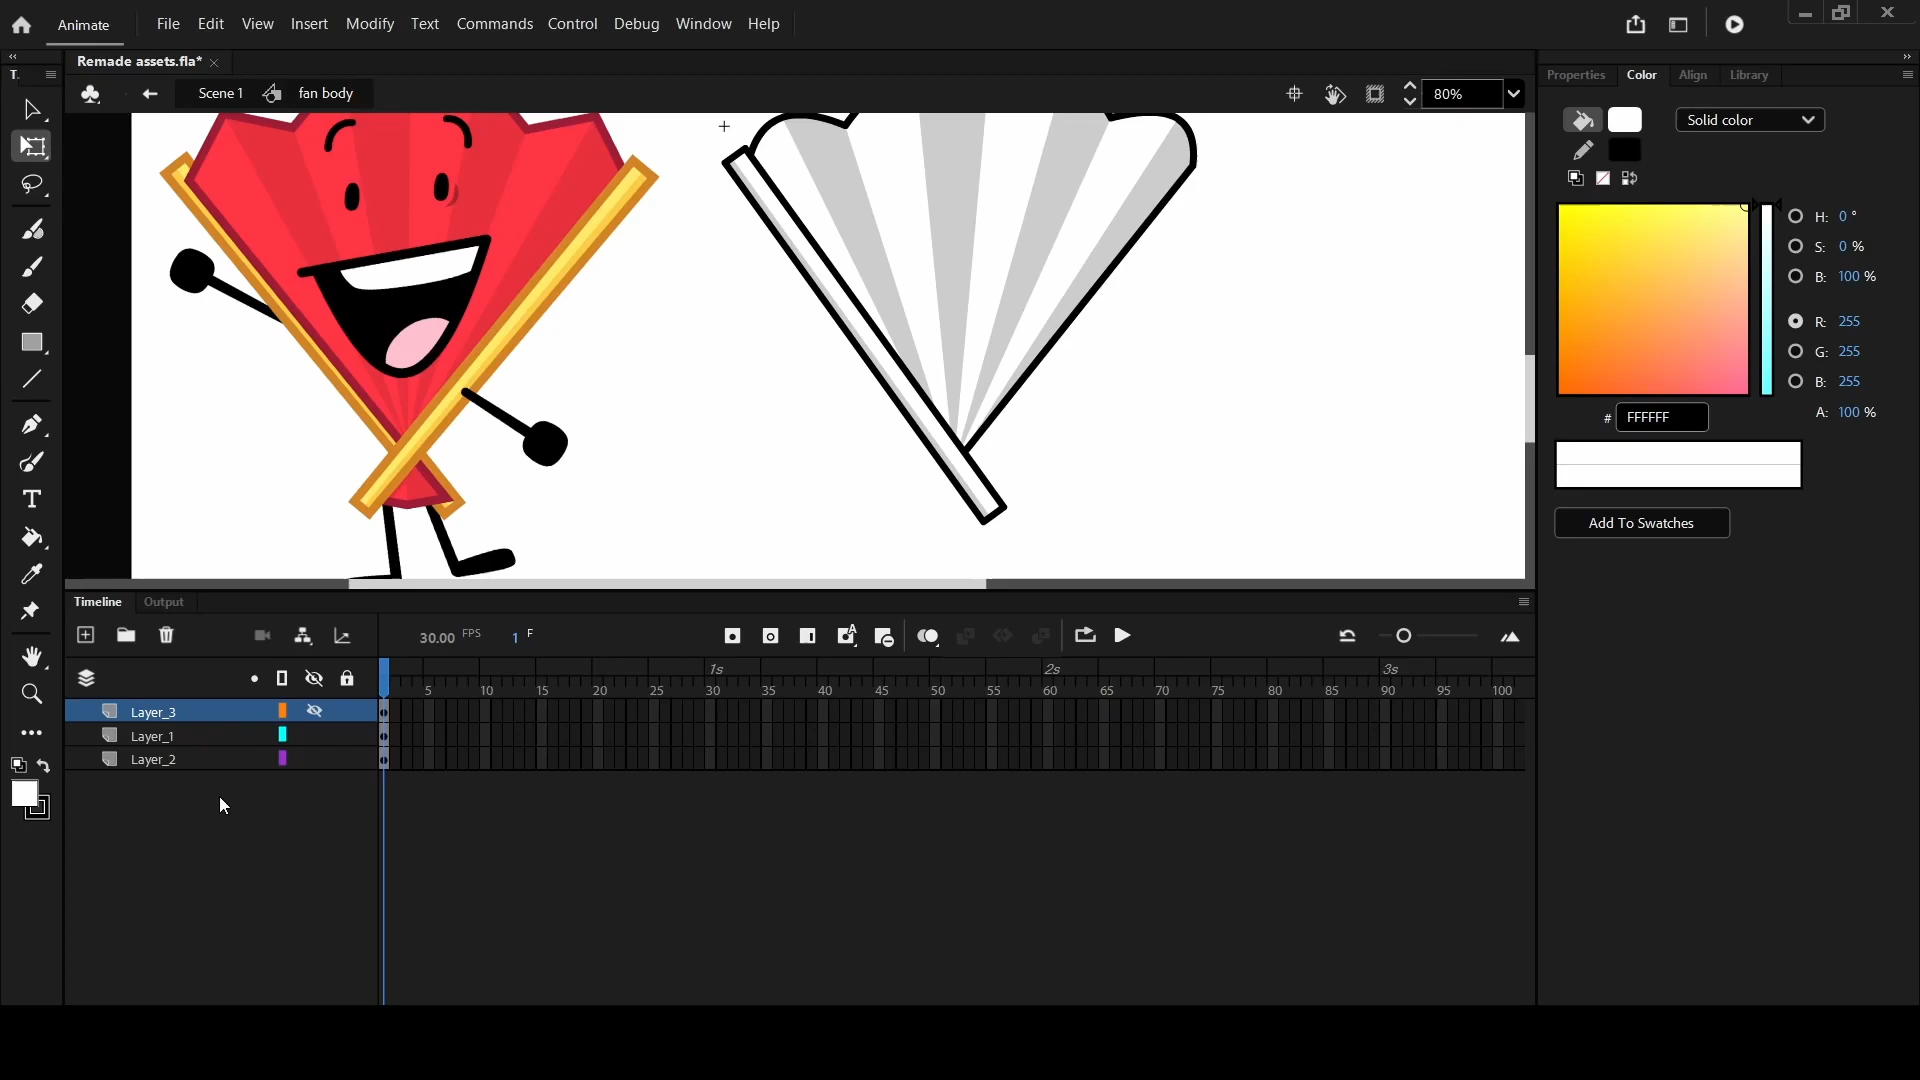 Animate File Edit View Insert Modify Text Commands Control Debug Window Help
Remade assets.fla*
Scene 1 fan body 80%
T.
Properties Color Align Library
Solid color
H: 0 °
S: 0 %
B: 100 %
R: 255
G: 255
B: 255
A: 100 %
# FFFFFF
Add To Swatches
Timeline Output
30.00 FPS 1 F
1s 2s 3s
5 10 15 20 25 30 35 40 45 50 55 60 65 70 75 80 85 90 95 100
Layer_3
Layer_1
Layer_2